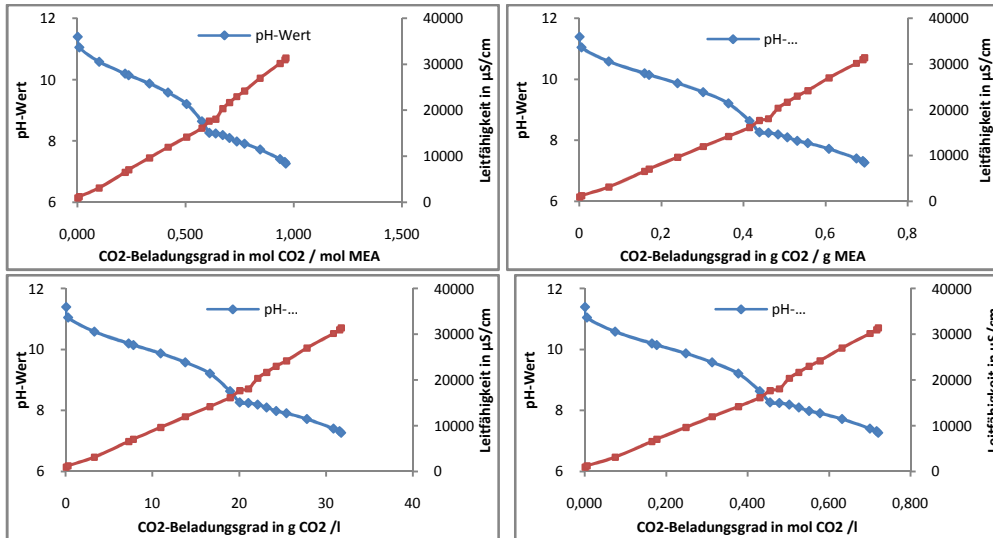 12
10
8
6
pH-Wert
pH-Wert
40000
30000
20000
10000
0
Leitfähigkeit in µS/cm
0,000 0,500 1,000 1,500
CO2-Beladungsgrad in mol CO2 / mol MEA
12
10
8
6
pH-Wert
pH-...
40000
30000
20000
10000
0
Leitfähigkeit in µS/cm
0 0,2 0,4 0,6 0,8
CO2-Beladungsgrad in g CO2 / g MEA
12
10
8
6
pH-Wert
pH-...
40000
30000
20000
10000
0
Leitfähigkeit in µS/cm
0 10 20 30 40
CO2-Beladungsgrad in g CO2 /l
12
10
8
6
pH-Wert
pH-...
40000
30000
20000
10000
0
Leitfähigkeit in µS/cm
0,000 0,200 0,400 0,600 0,800
CO2-Beladungsgrad in mol CO2 /l